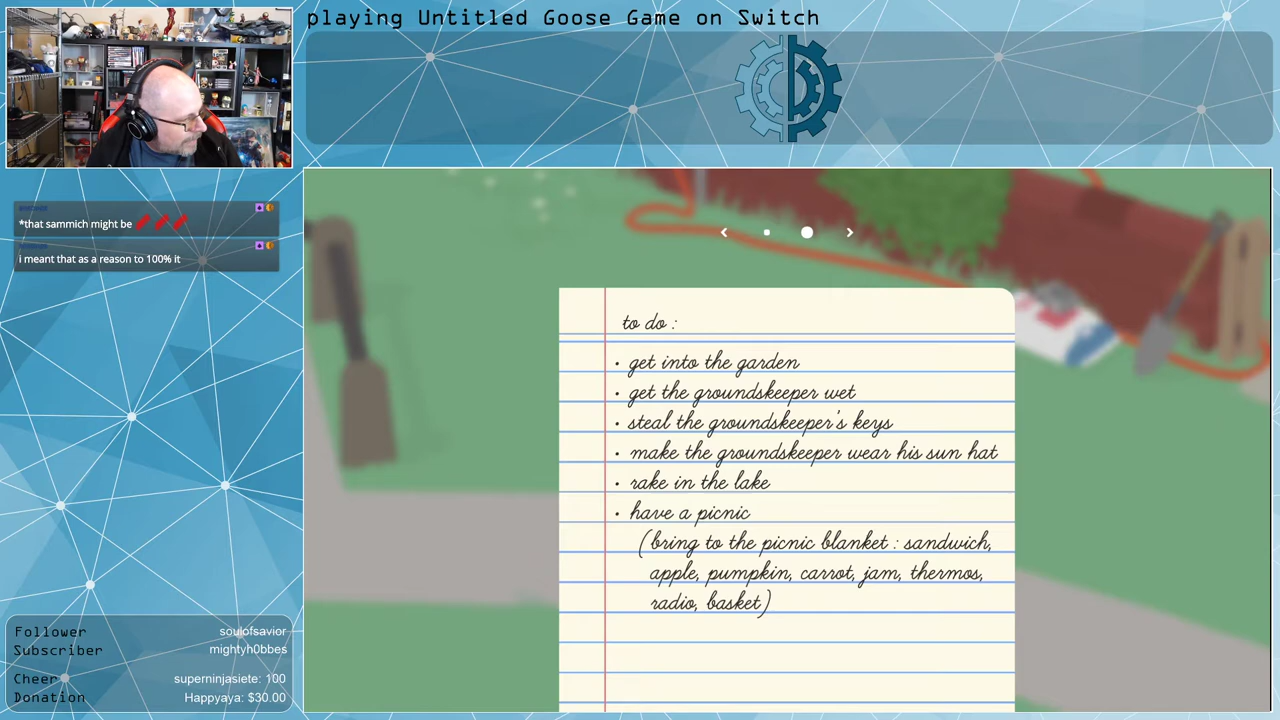 playing Untitled Goose Game on Switch
*that sammich might be
i meant that as a reason to 100% it
to do :
• get into the garden
• get the groundskeeper wet
• steal the groundskeeper's keys
• make the groundskeeper wear his sun hat
• rake in the lake
• have a picnic
(bring to the picnic blanket : sandwich,
apple, pumpkin, carrot, jam, thermos,
radio, basket)
Follower soulofsavior
Subscriber mightyh0bbes
Cheer superninjasiete: 100
Donation Happyaya: $30.00